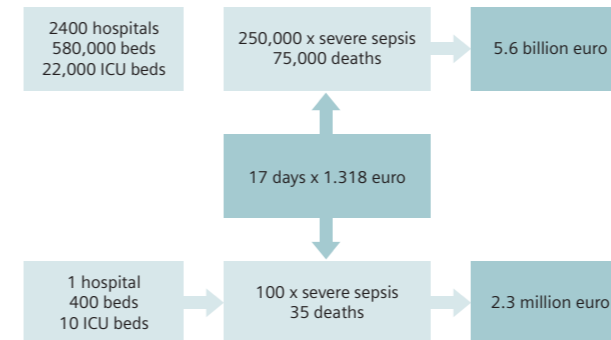 2400 hospitals
580,000 beds
22,000 ICU beds
250,000 x severe sepsis
75,000 deaths
5.6 billion euro
17 days x 1.318 euro
1 hospital
400 beds
10 ICU beds
100 x severe sepsis
35 deaths
2.3 million euro